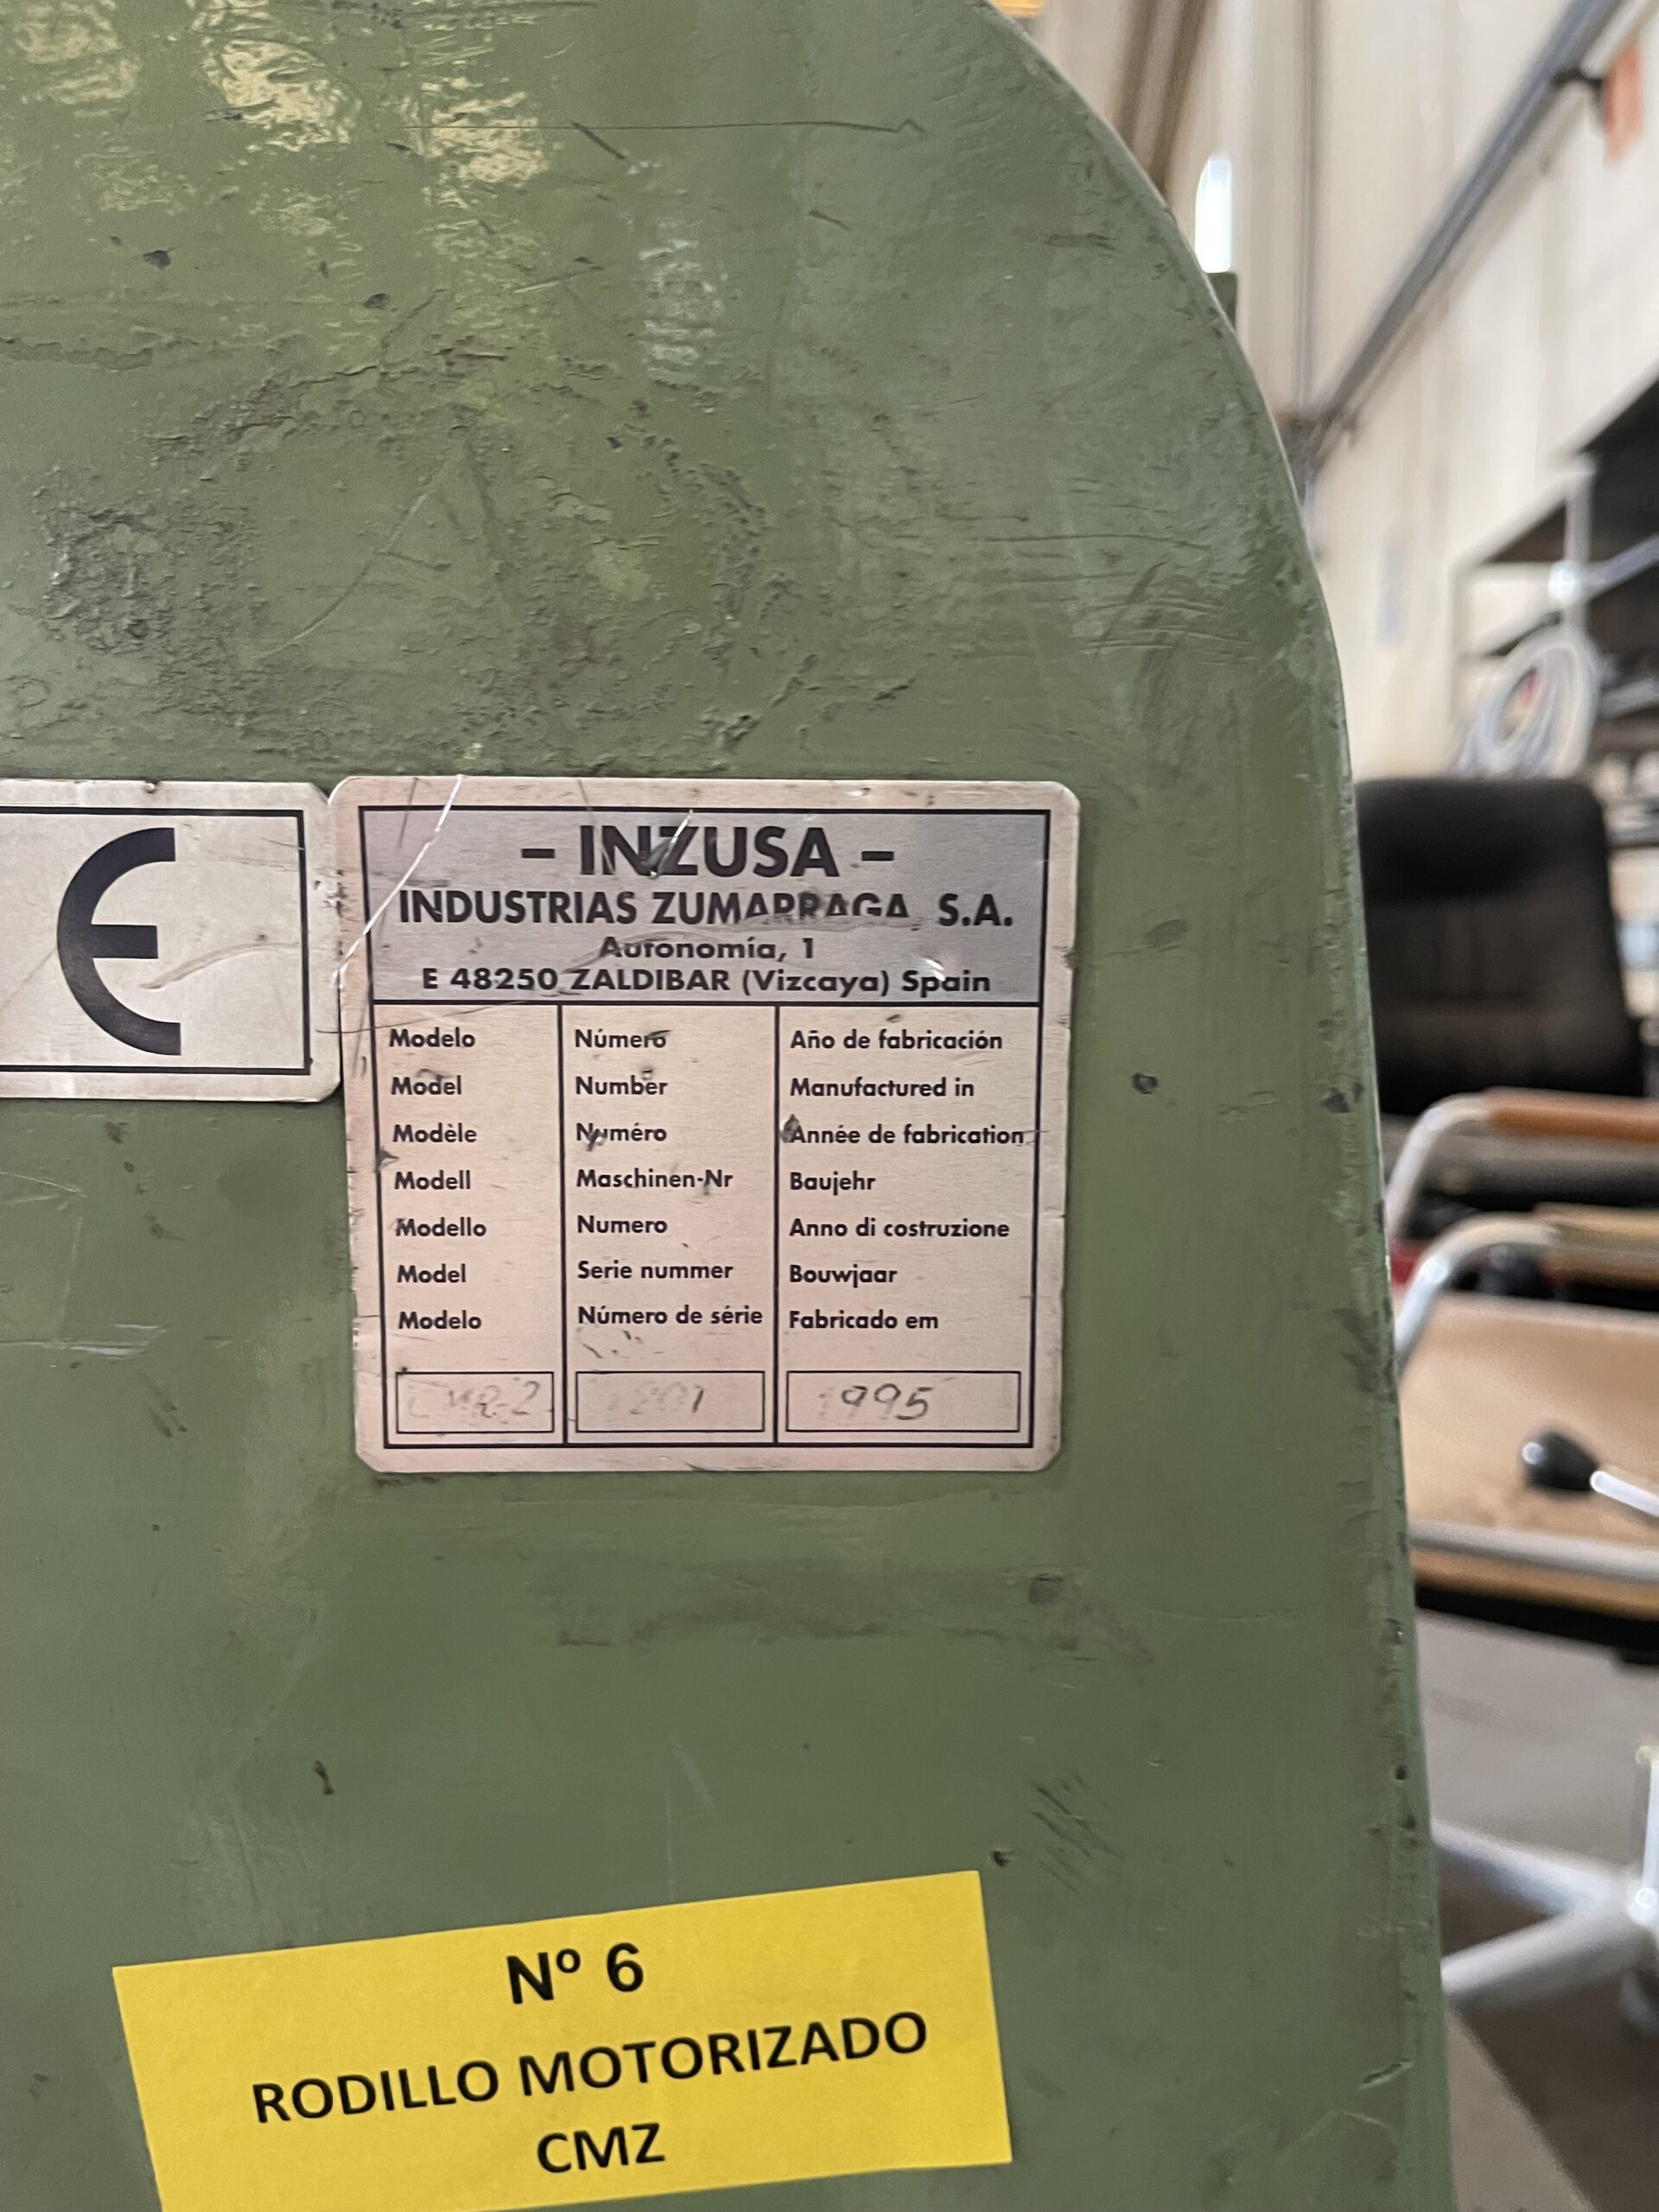 – INZUSA –
INDUSTRIAS ZUMARRAGA S.A.
Autonomía, 1
E 48250 ZALDIBAR (Vizcaya) Spain
Modelo
Model
Modèle
Modell
Modello
Model
Modelo
Número
Number
Numéro
Maschinen-Nr
Numero
Serie nummer
Número de série
Año de fabricación
Manufactured in
Année de fabrication
Baujehr
Anno di costruzione
Bouwjaar
Fabricado em
1995
Nº 6
RODILLO MOTORIZADO
CMZ